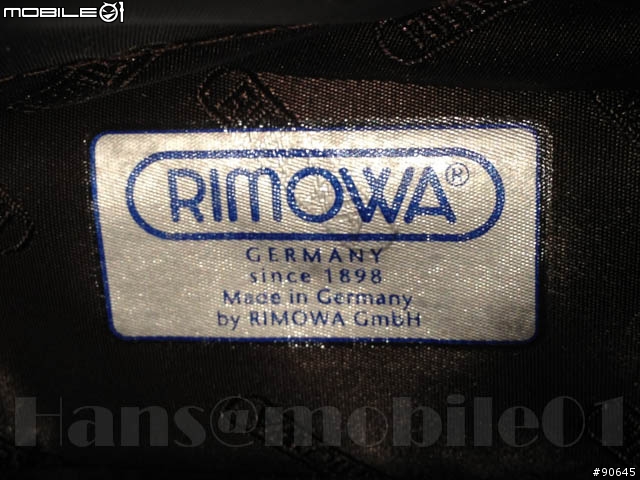 MOBILE01
RIMOWA®
GERMANY
since 1898
Made in Germany
by RIMOWA GmbH
Hans@mobile01
#90645